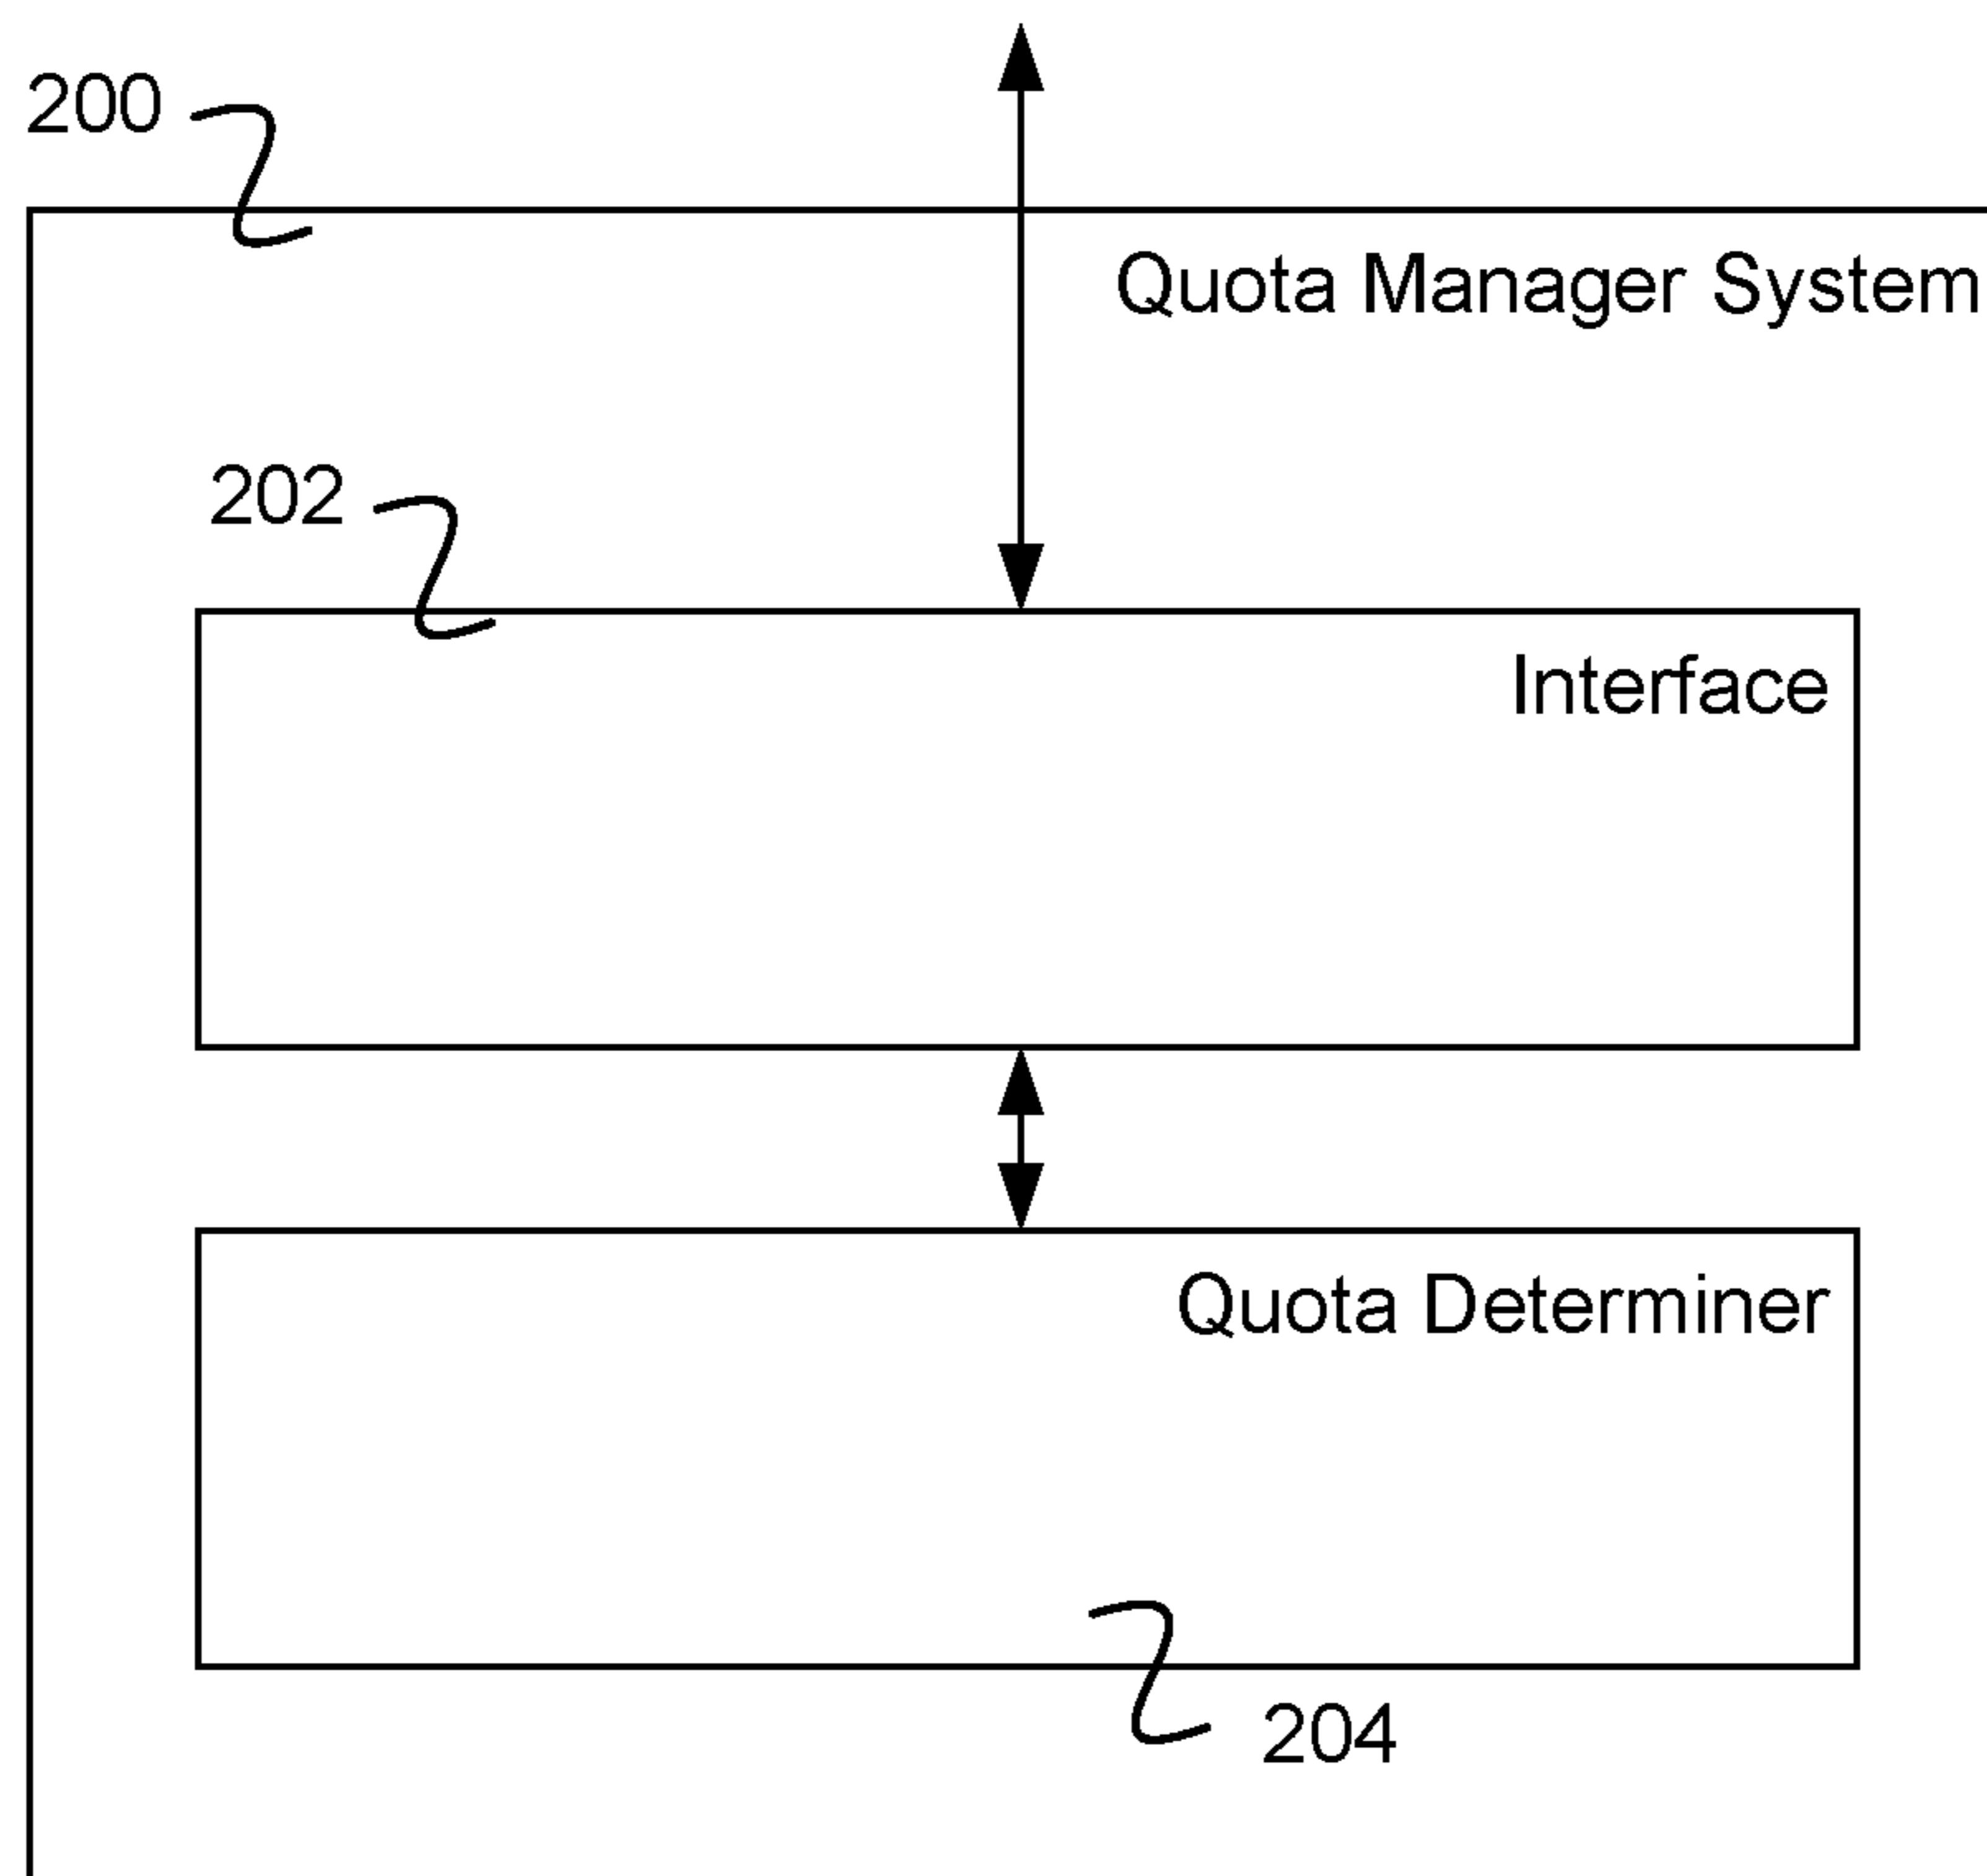 200
Quota Manager System
202
Interface
Quota Determiner
204